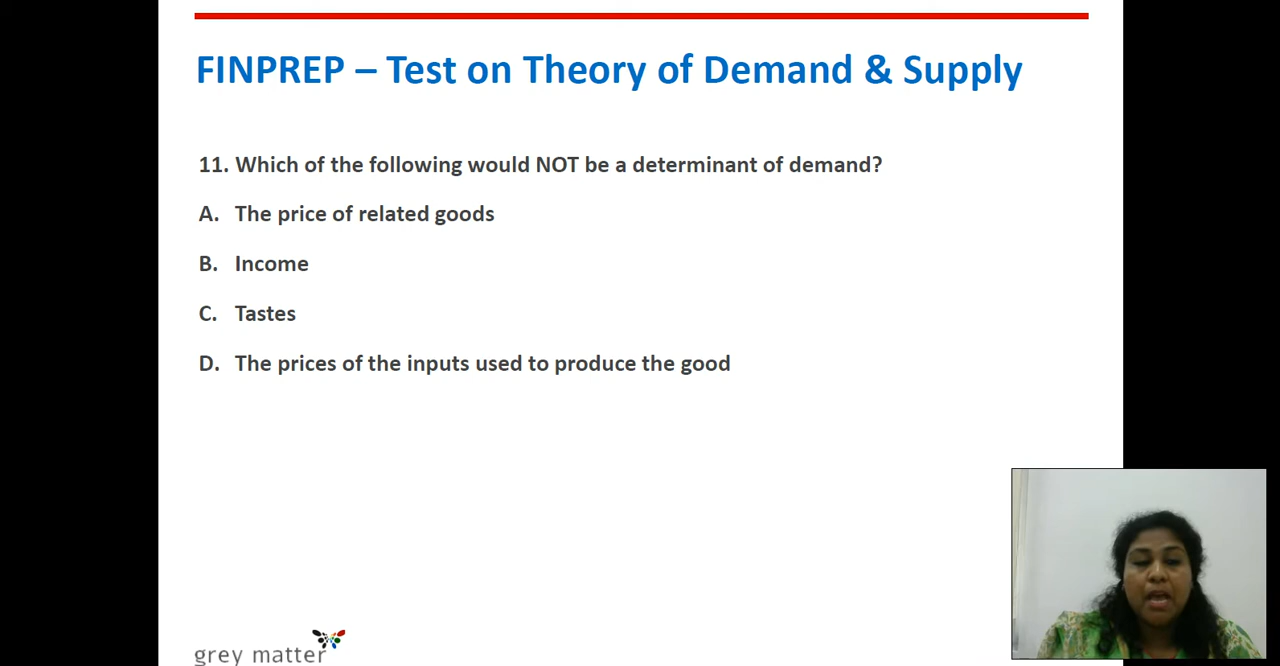 FINPREP – Test on Theory of Demand & Supply
11. Which of the following would NOT be a determinant of demand?
A. The price of related goods
B. Income
C. Tastes
D. The prices of the inputs used to produce the good
grey matter